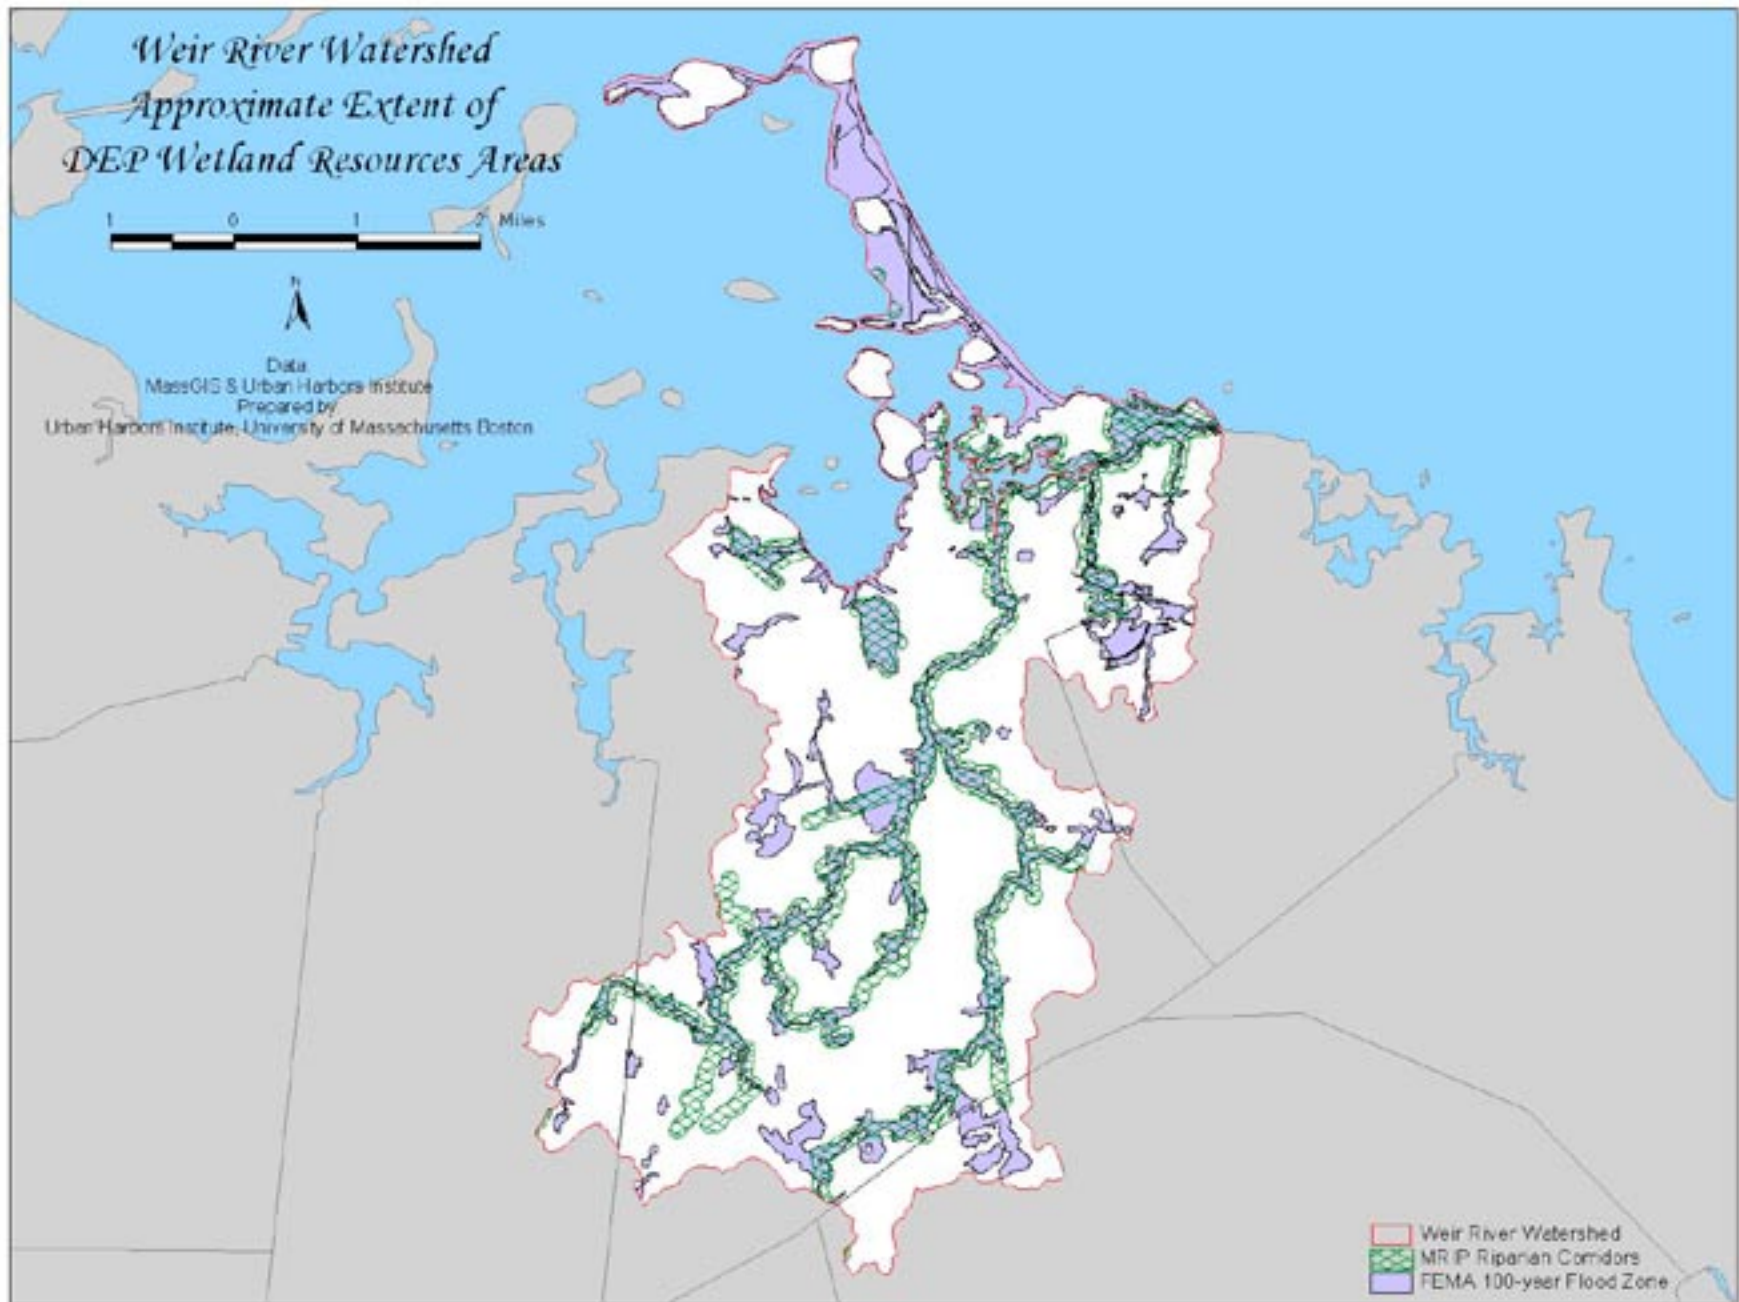 Weir River Watershed
Approximate Extent of
DEP Wetland Resources Areas
1 0 1 2 Miles
N
Data
MassGIS & Urban Harbors Institute
Prepared by
Urban Harbors Institute, University of Massachusetts Boston
Weir River Watershed
MRIP Riparian Corridors
FEMA 100-year Flood Zone